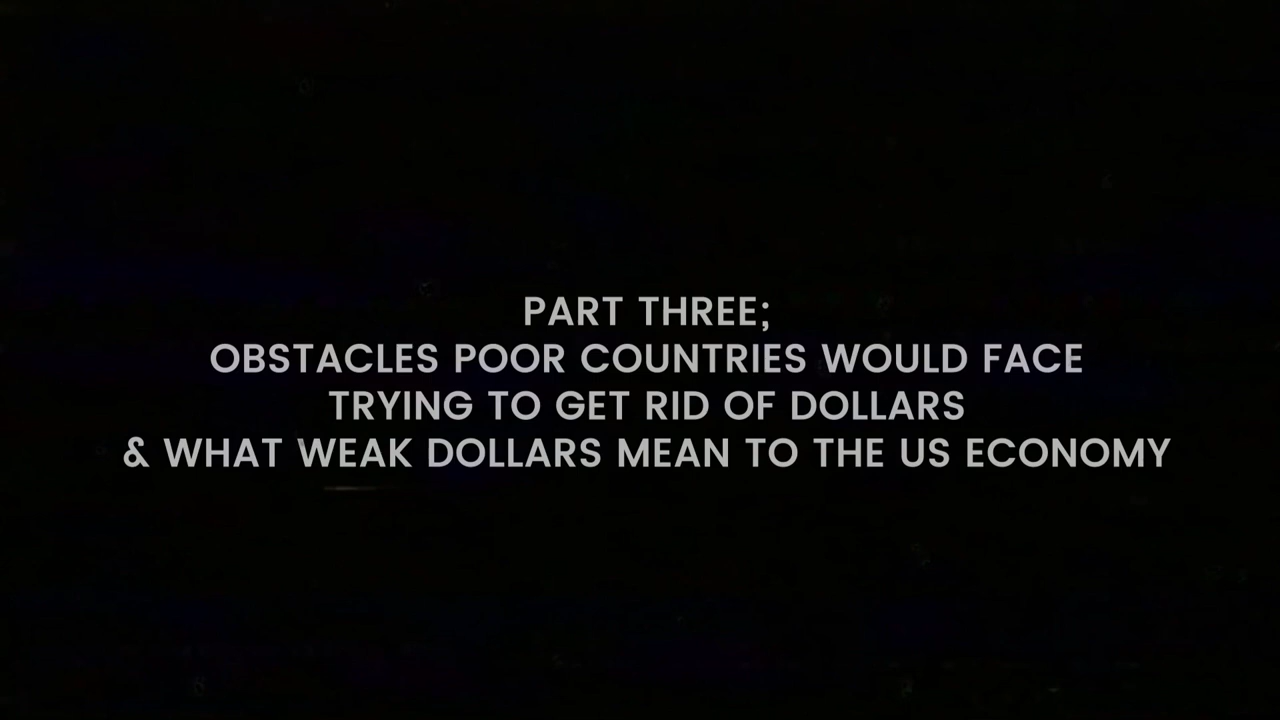 PART THREE;
OBSTACLES POOR COUNTRIES WOULD FACE
TRYING TO GET RID OF DOLLARS
& WHAT WEAK DOLLARS MEAN TO THE US ECONOMY